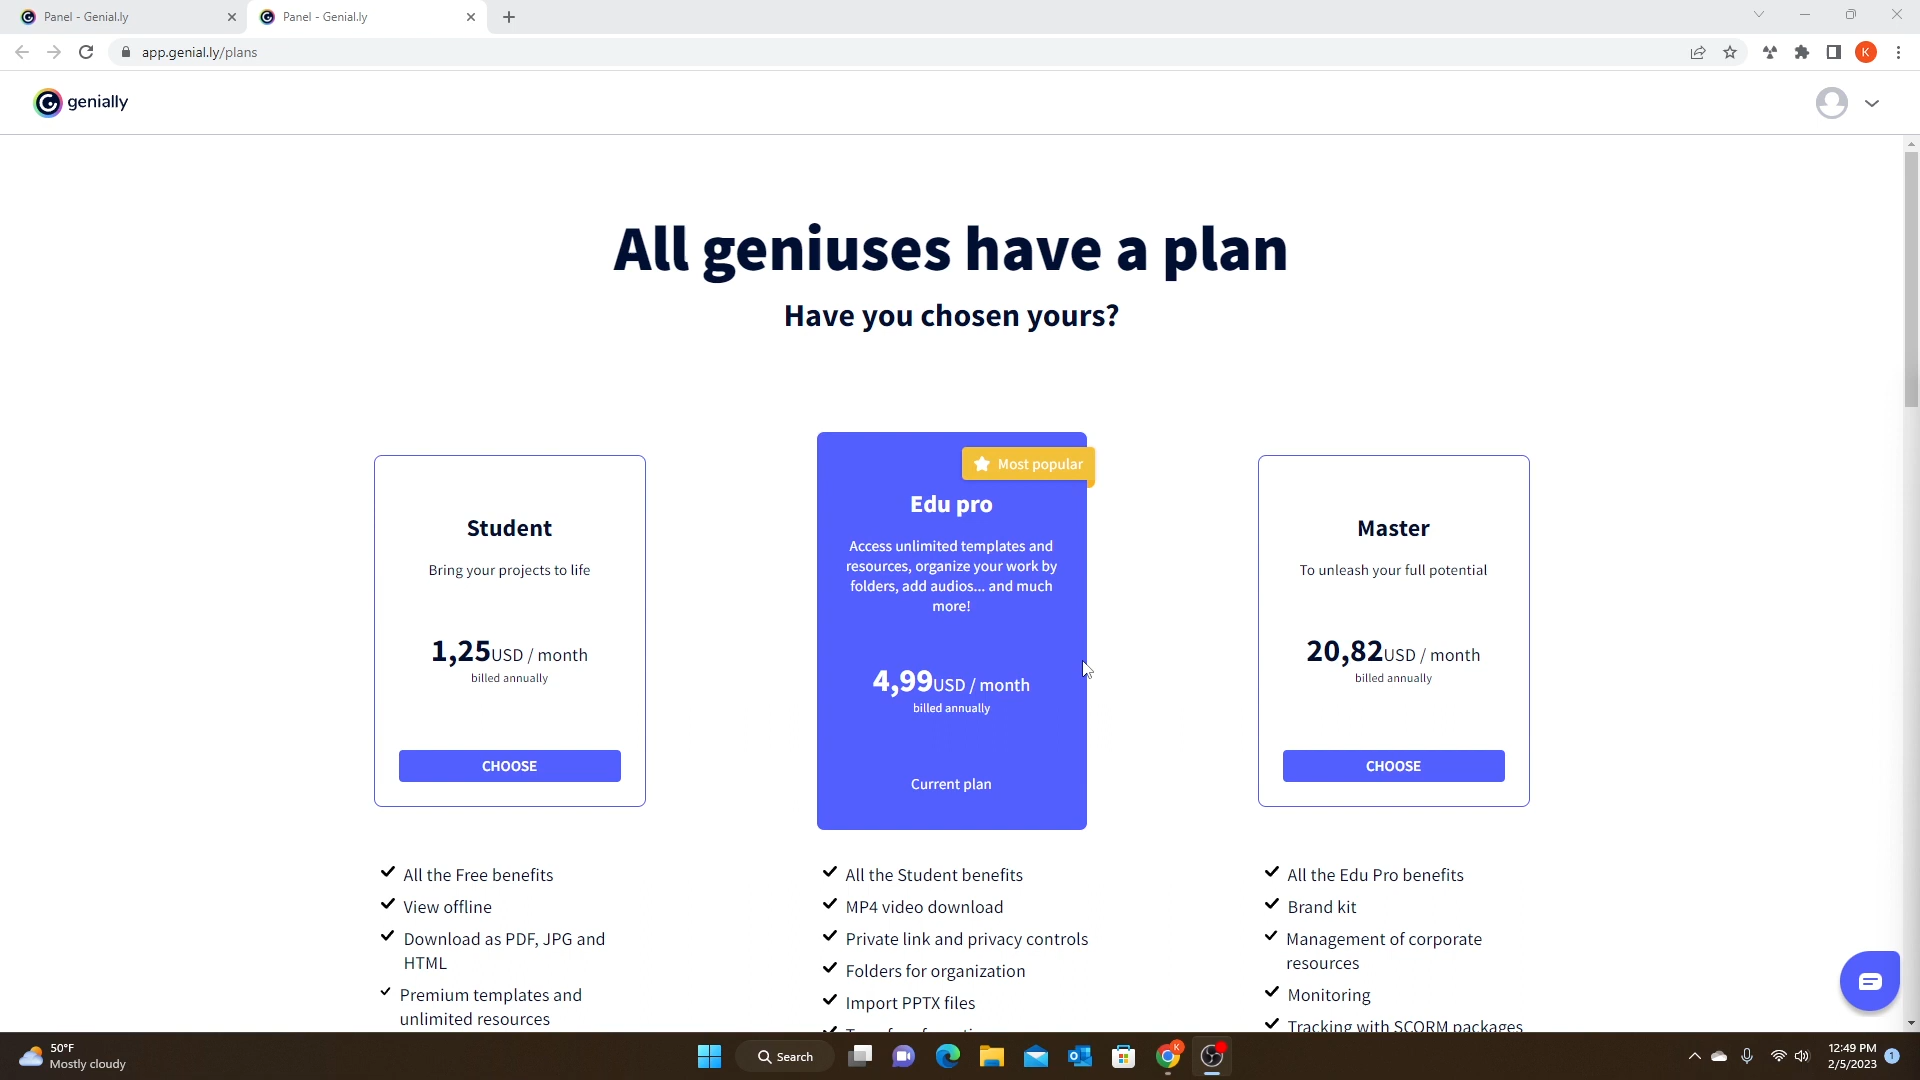 Panel - Genial.ly
Panel - Genial.ly
app.genial.ly/plans
K
genially
All geniuses have a plan
Have you chosen yours?
Student
Bring your projects to life
1,25USD / month
billed annually
CHOOSE
Most popular
Edu pro
Access unlimited templates and
resources, organize your work by
folders, add audios... and much
more!
4,99USD / month
billed annually
Current plan
Master
To unleash your full potential
20,82USD / month
billed annually
CHOOSE
All the Free benefits
View offline
Download as PDF, JPG and
HTML
Premium templates and
unlimited resources
All the Student benefits
MP4 video download
Private link and privacy controls
Folders for organization
Import PPTX files
All the Edu Pro benefits
Brand kit
Management of corporate
resources
Monitoring
Tracking with SCORM packages
50°F
Mostly cloudy
Search
K
12:49 PM
2/5/2023
1